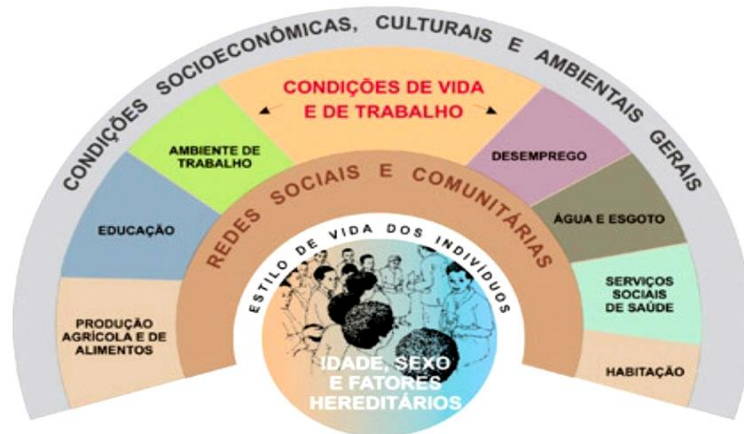 CONDIÇÕES SOCIOECONÔMICAS, CULTURAIS E AMBIENTAIS GERAIS
CONDIÇÕES DE VIDA
E DE TRABALHO
AMBIENTE DE
TRABALHO
DESEMPREGO
REDES SOCIAIS E COMUNITÁRIAS
EDUCAÇÃO
ÁGUA E ESGOTO
ESTILO DE VIDA DOS INDIVÍDUOS
PRODUÇÃO
AGRÍCOLA E DE
ALIMENTOS
SERVIÇOS
SOCIAIS
DE SAÚDE
HABITAÇÃO
IDADE, SEXO
E FATORES
HEREDITÁRIOS